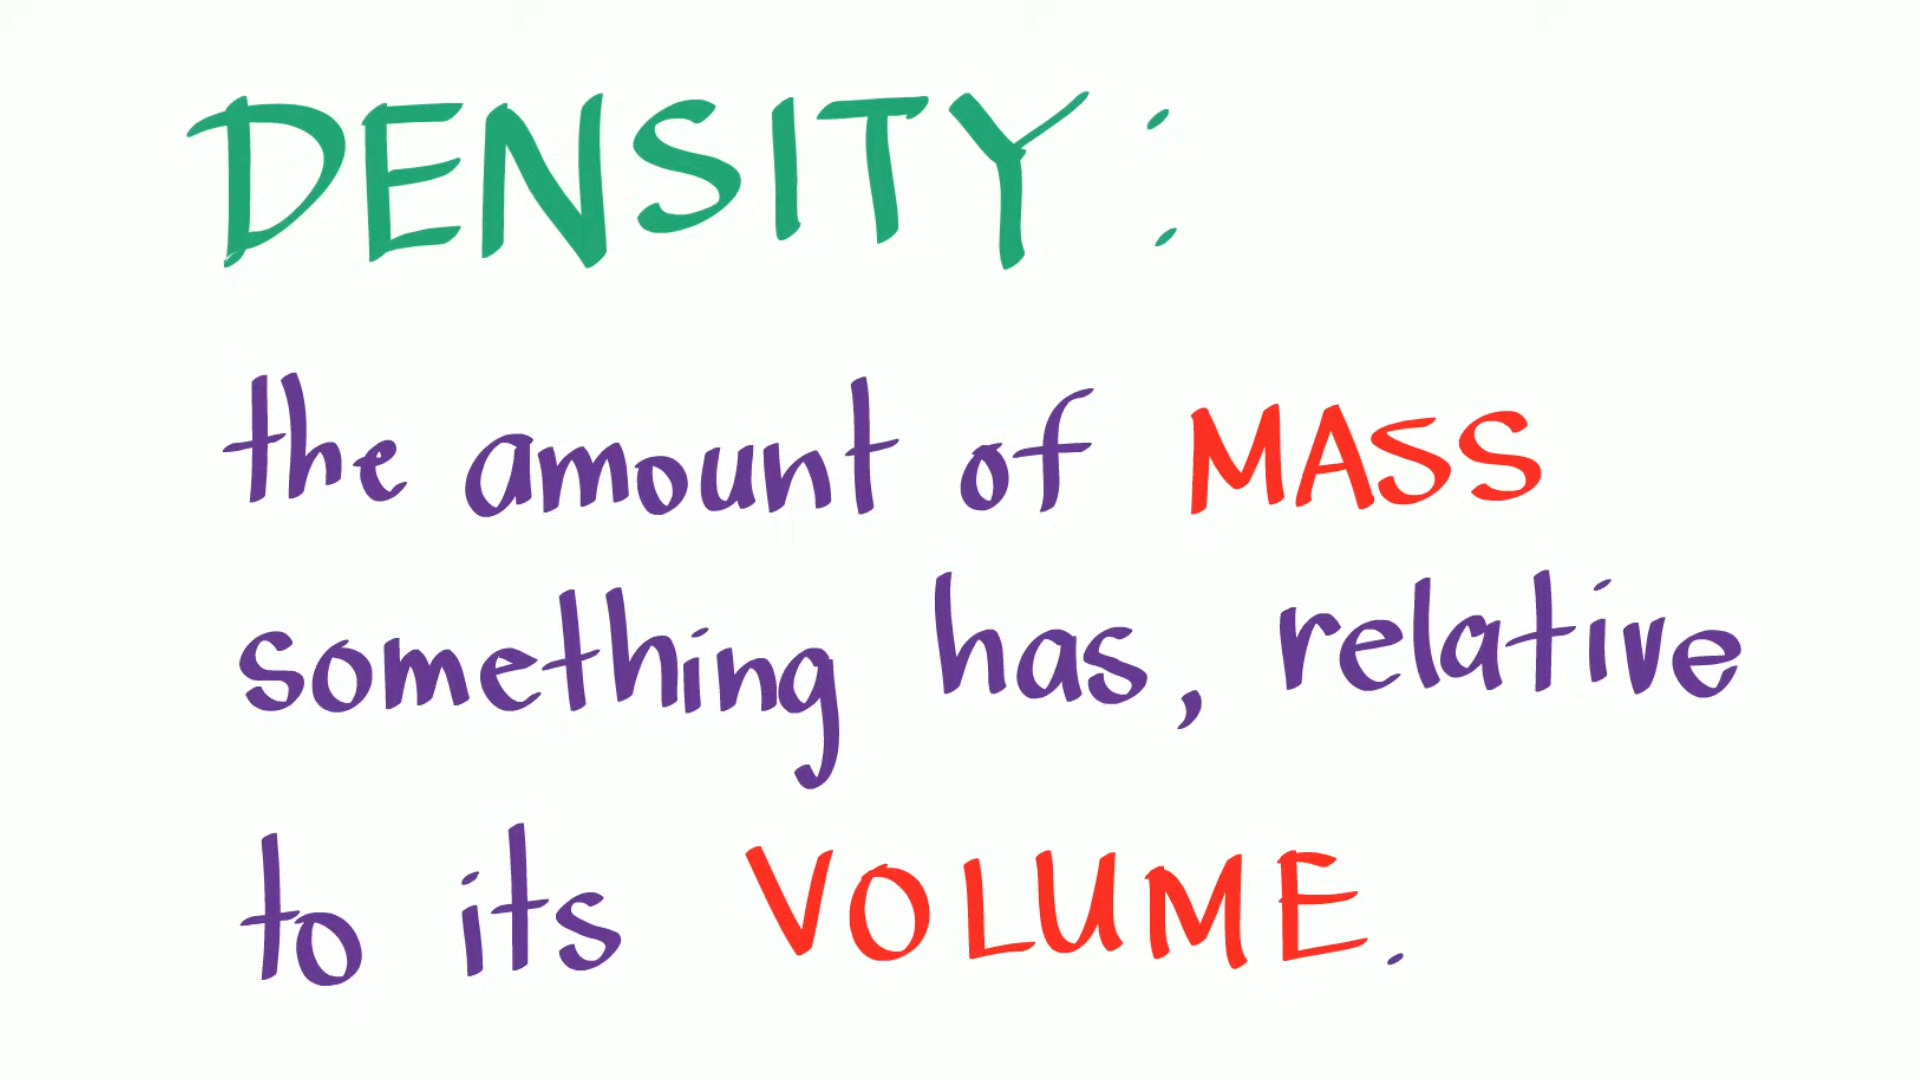 DENSITY:
the amount of MASS
something has, relative
to its VOLUME.